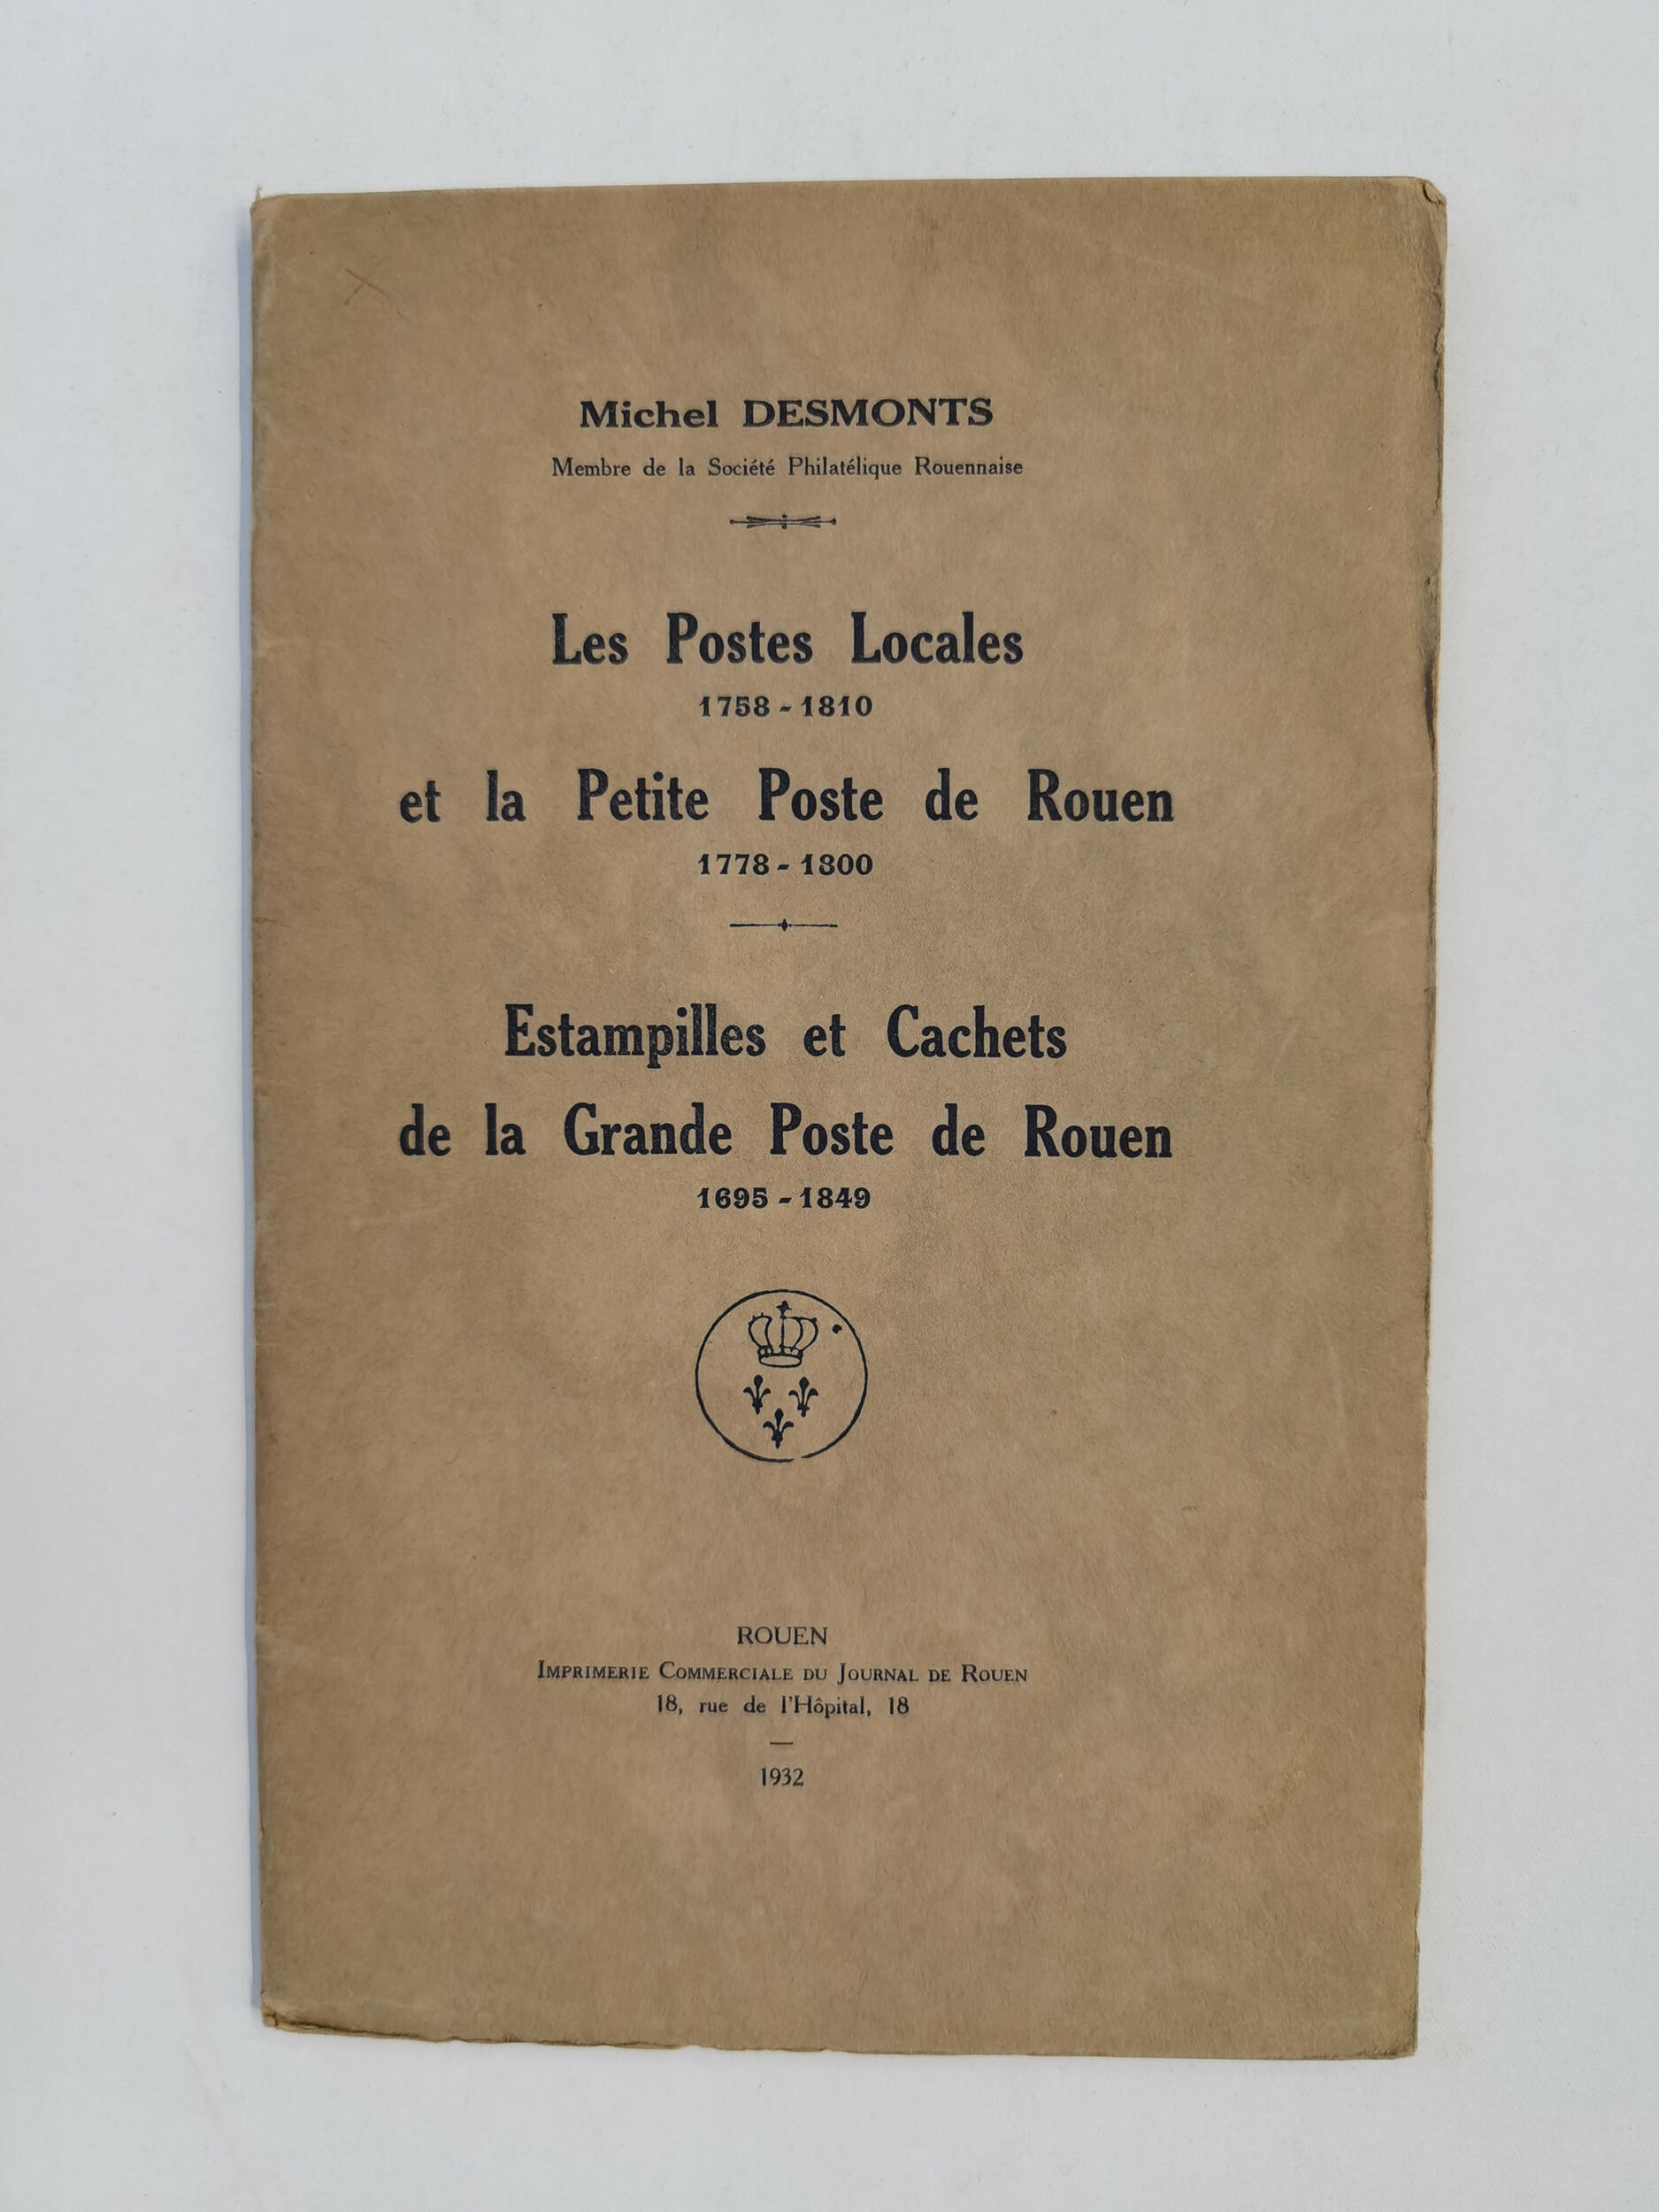 Michel DESMONTS
Membre de la Société Philatélique Rouennaise
Les Postes Locales
1758 - 1810
et la Petite Poste de Rouen
1778 - 1800
Estampilles et Cachets
de la Grande Poste de Rouen
1695 - 1849
ROUEN
IMPRIMERIE COMMERCIALE DU JOURNAL DE ROUEN
18, rue de l'Hôpital, 18
1932